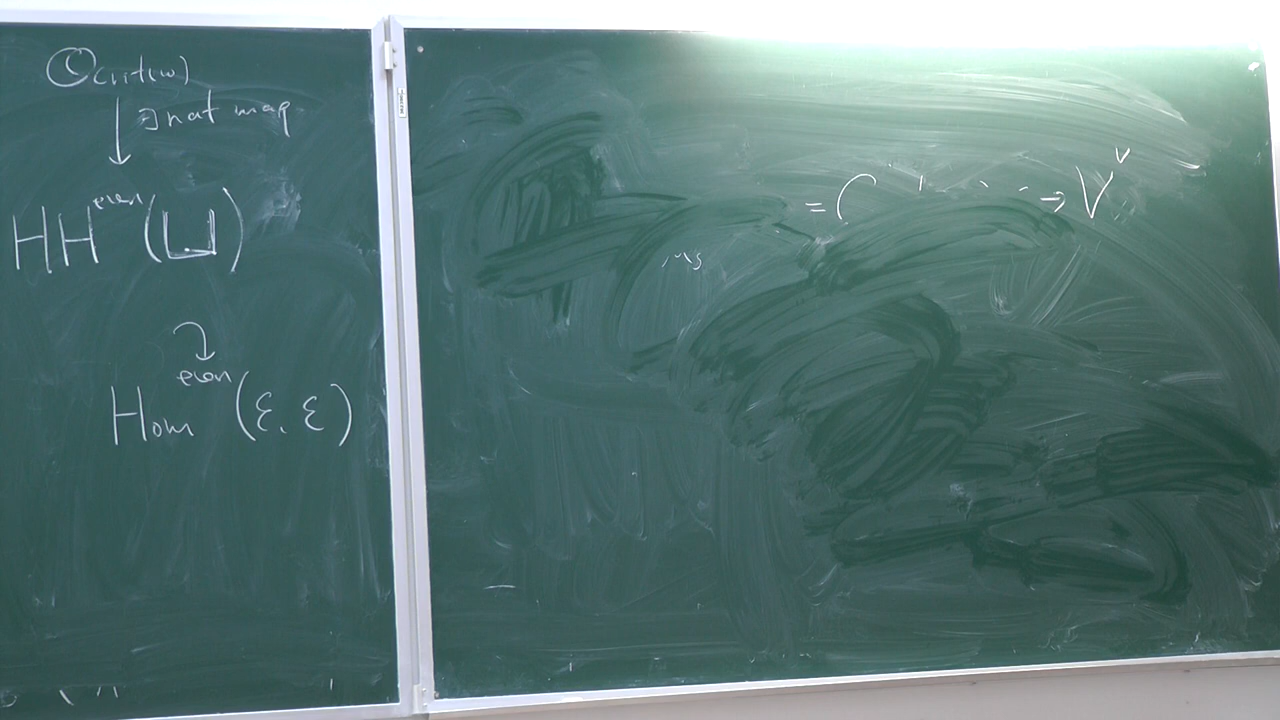 𝒪crit(w)
↓ ∃ nat map
HH^even (⊔)
↷
Hom^even (ℰ, ℰ)
= (
→ V^∨